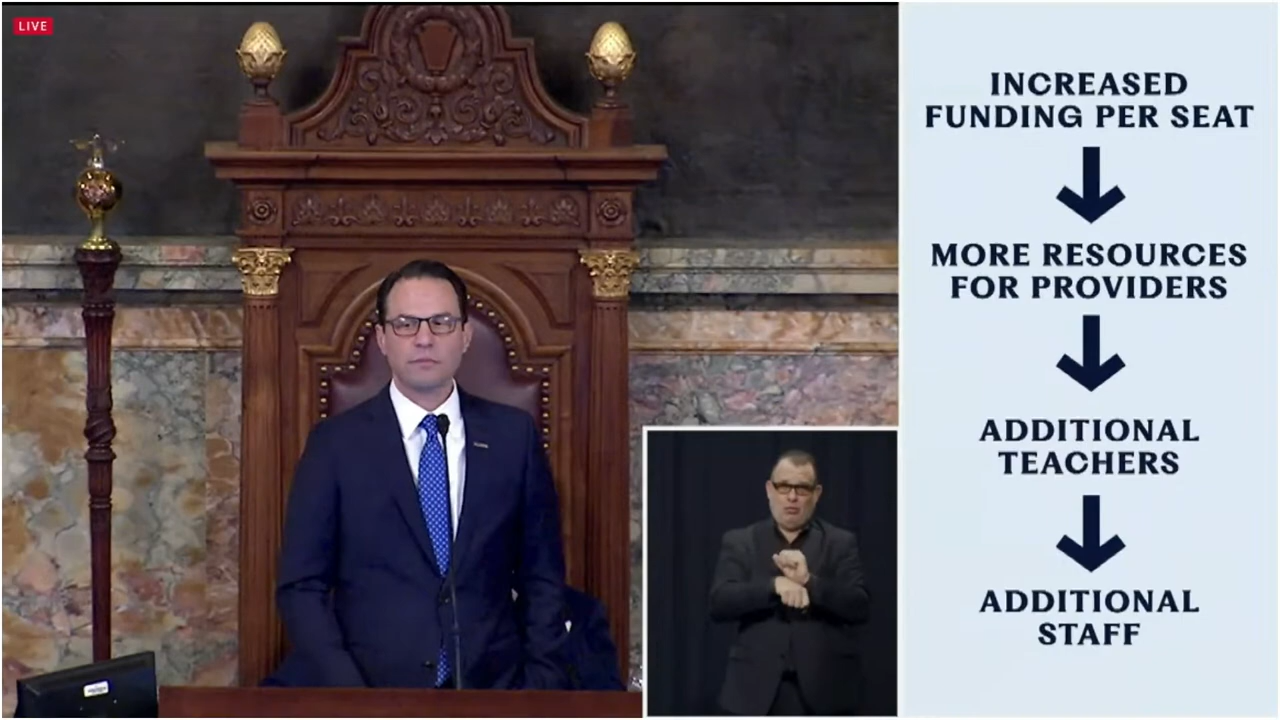 LIVE
INCREASED
FUNDING PER SEAT
MORE RESOURCES
FOR PROVIDERS
ADDITIONAL
TEACHERS
ADDITIONAL
STAFF